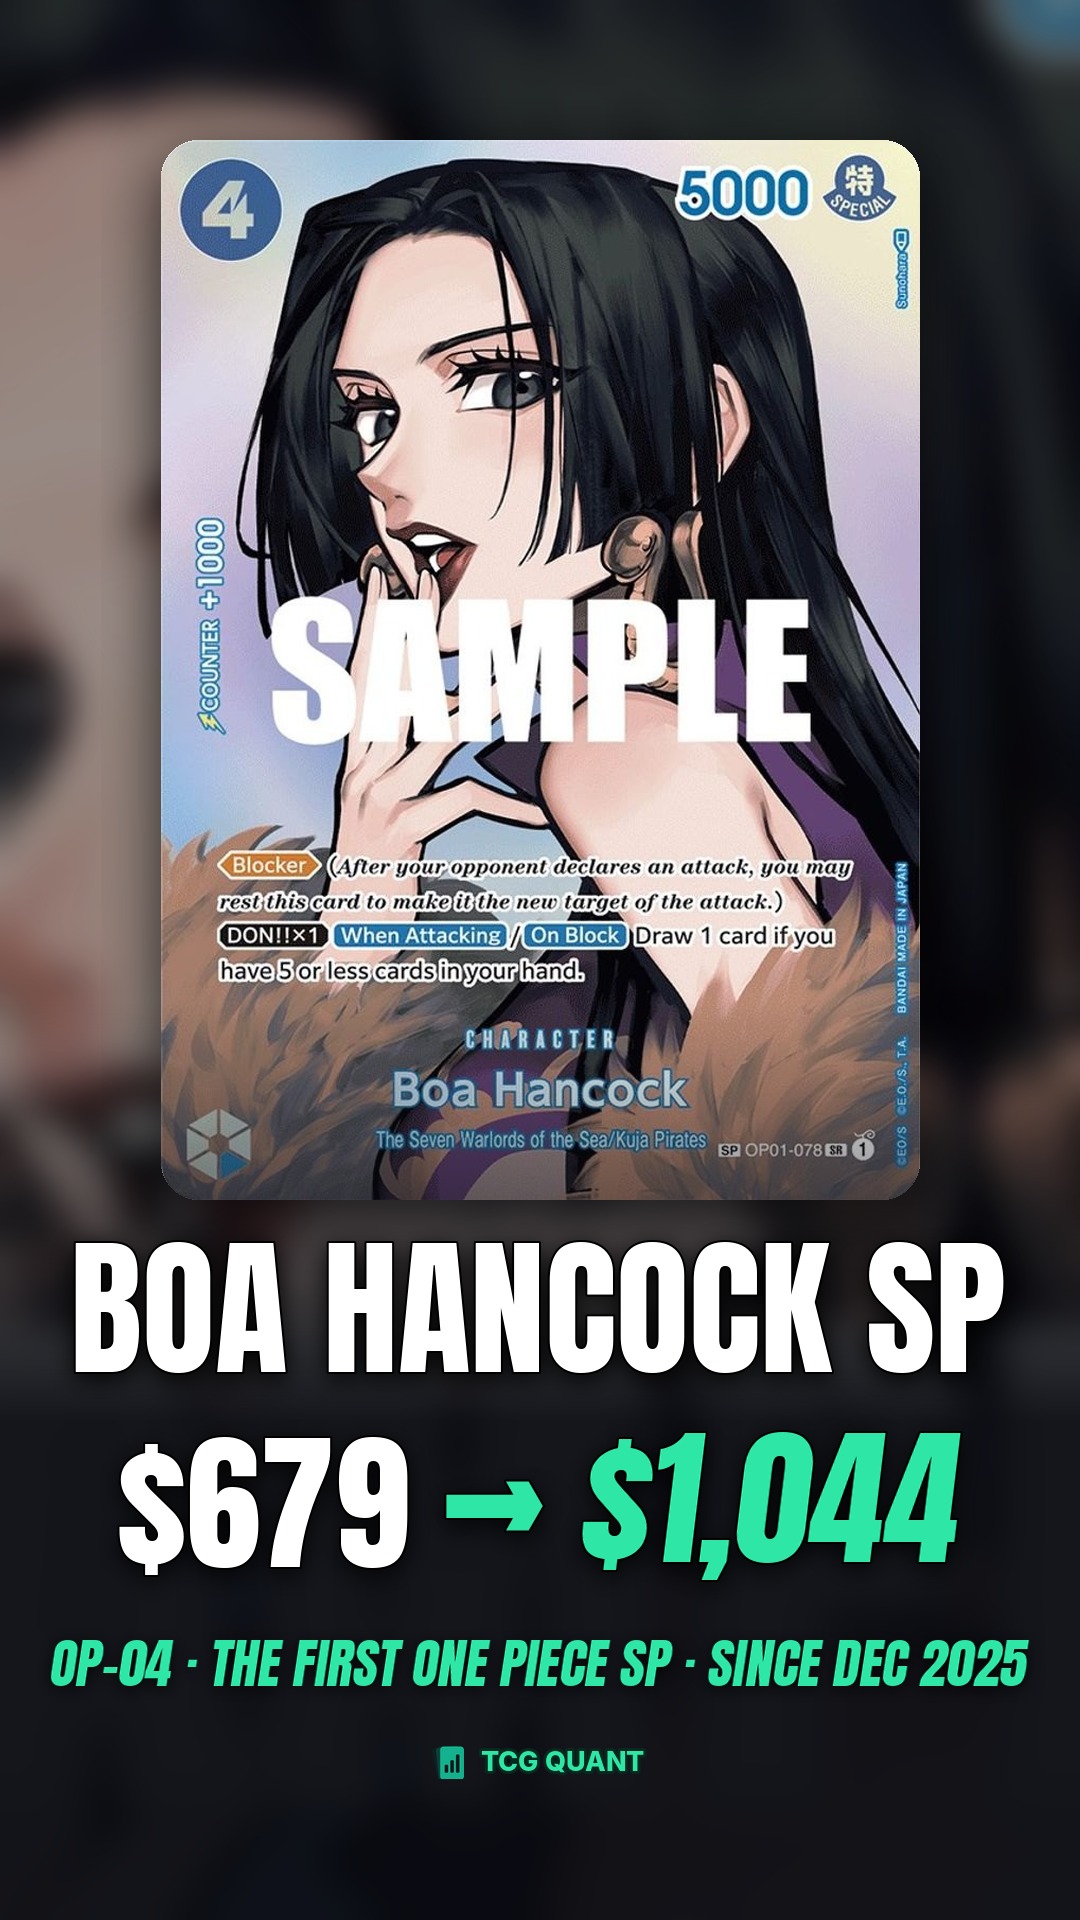 4
5000
特
SPECIAL
Sunohara
COUNTER +1000
SAMPLE
Blocker (After your opponent declares an attack, you may
rest this card to make it the new target of the attack.)
DON!!×1 When Attacking / On Block Draw 1 card if you
have 5 or less cards in your hand.
CHARACTER
Boa Hancock
The Seven Warlords of the Sea/Kuja Pirates
SP OP01-078 SR 1
©E.O/S ©E.O./S., T.A. BANDAI MADE IN JAPAN
BOA HANCOCK SP
$679 → $1,044
OP-04 · THE FIRST ONE PIECE SP · SINCE DEC 2025
TCG QUANT